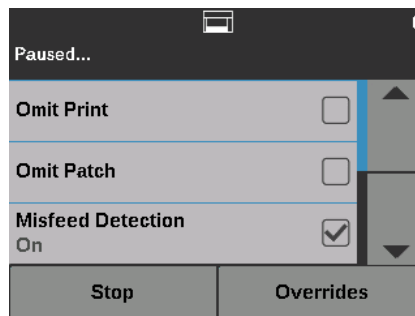 Paused...
Omit Print
Omit Patch
Misfeed Detection
On
Stop
Overrides